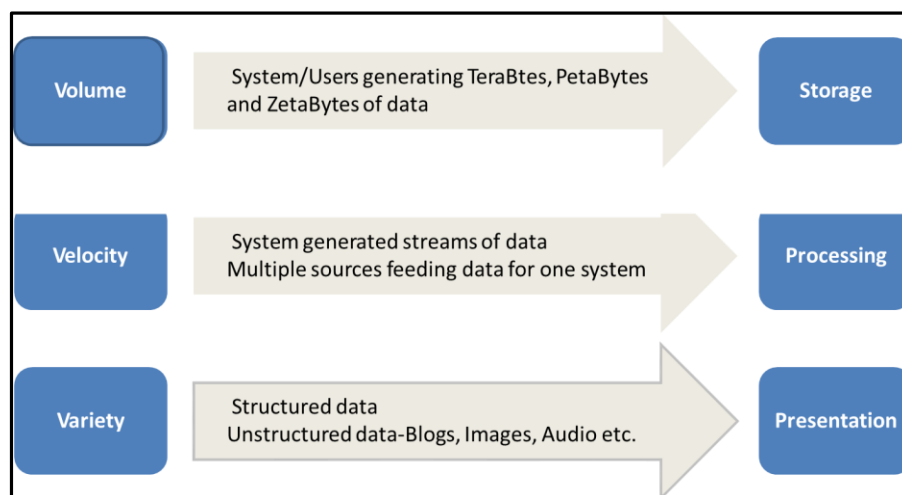 Volume
System/Users generating TeraBtes, PetaBytes
and ZetaBytes of data
Storage
Velocity
System generated streams of data
Multiple sources feeding data for one system
Processing
Variety
Structured data
Unstructured data-Blogs, Images, Audio etc.
Presentation